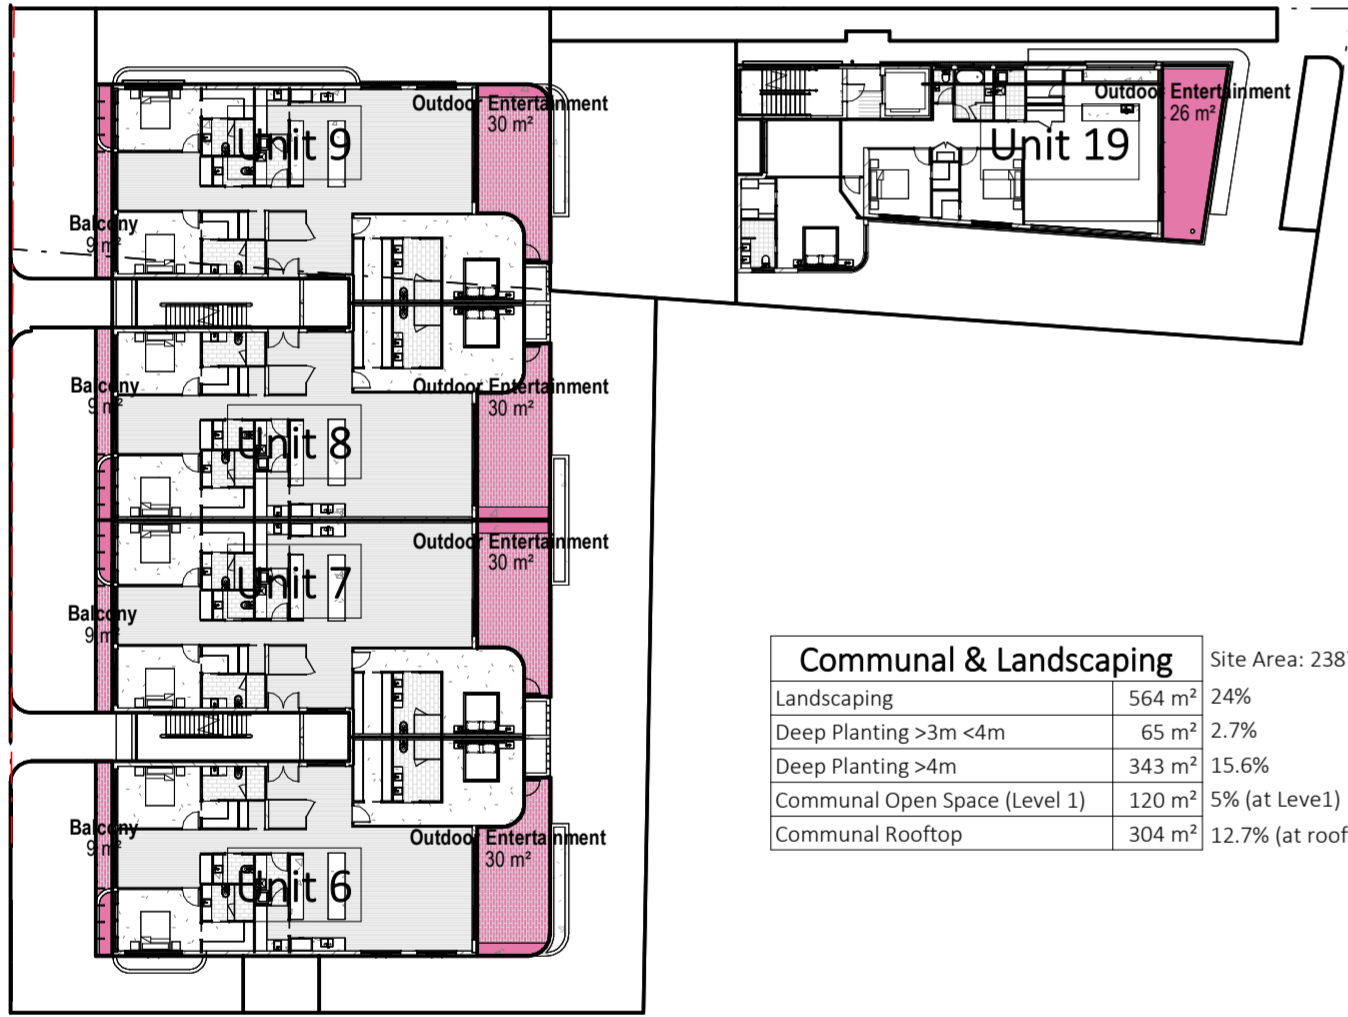 Outdoor Entertainment
30 m²
Unit 9
Balcony
9 m²
Outdoor Entertainment
26 m²
Unit 19
Balcony
9 m²
Outdoor Entertainment
30 m²
Unit 8
Outdoor Entertainment
30 m²
Unit 7
Balcony
9 m²
Balcony
9 m²
Outdoor Entertainment
30 m²
Unit 6
Communal & Landscaping Site Area: 238
Landscaping 564 m² 24%
Deep Planting >3m <4m 65 m² 2.7%
Deep Planting >4m 343 m² 15.6%
Communal Open Space (Level 1) 120 m² 5% (at Leve1)
Communal Rooftop 304 m² 12.7% (at roof